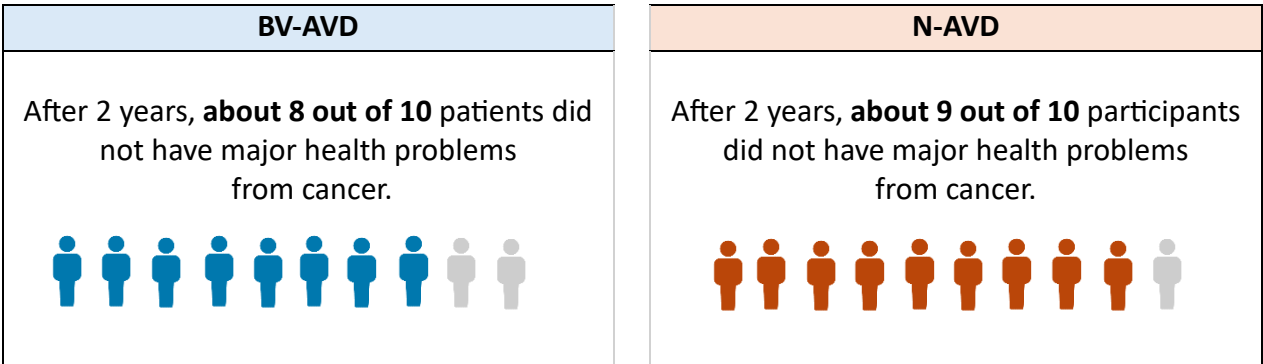 BV-AVD
After 2 years, about 8 out of 10 patients did
not have major health problems
from cancer.
N-AVD
After 2 years, about 9 out of 10 participants
did not have major health problems
from cancer.